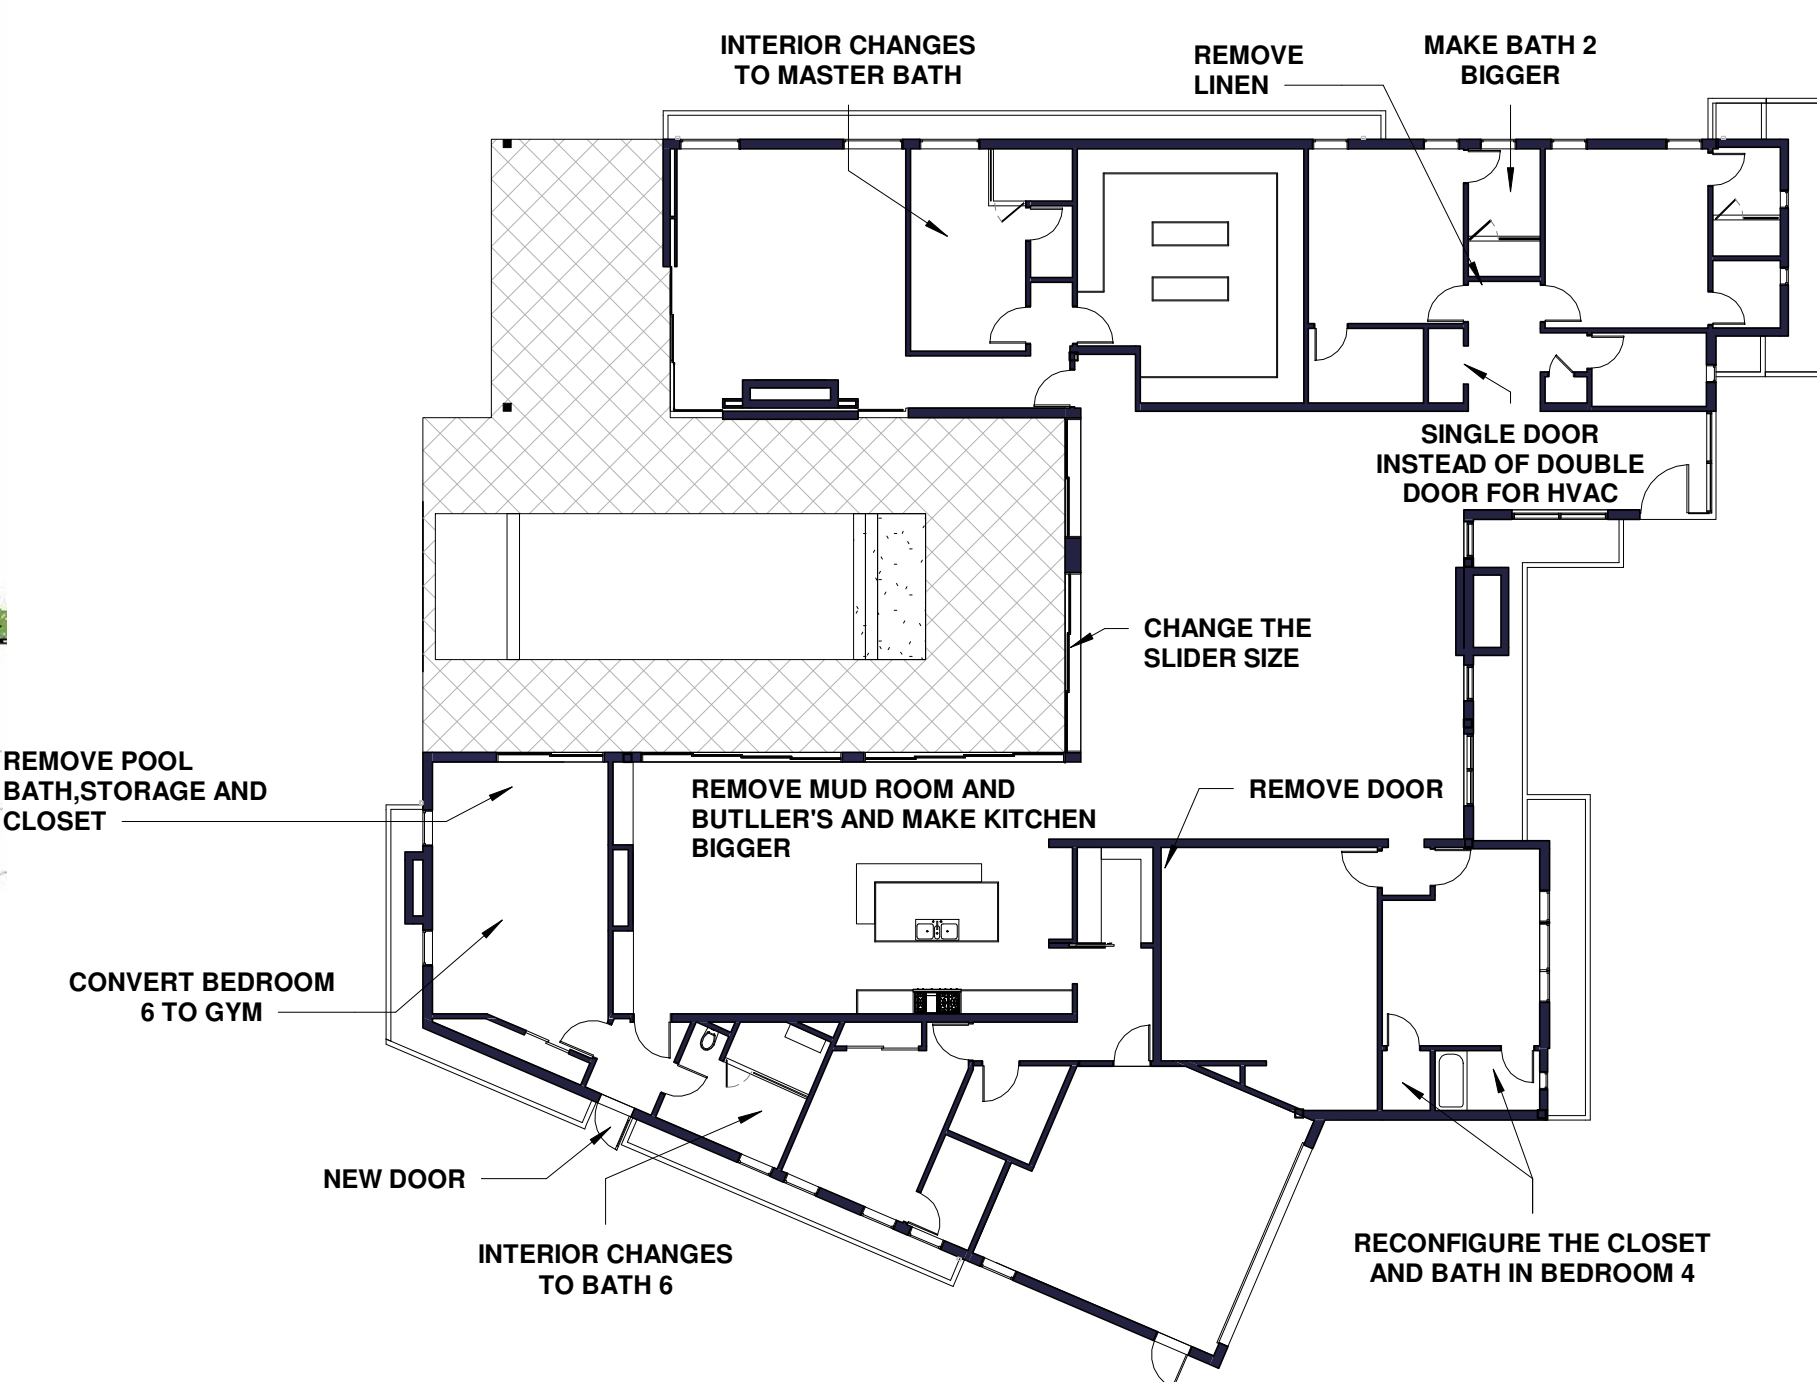 INTERIOR CHANGES
TO MASTER BATH
REMOVE
LINEN
MAKE BATH 2
BIGGER
SINGLE DOOR
INSTEAD OF DOUBLE
DOOR FOR HVAC
CHANGE THE
SLIDER SIZE
REMOVE POOL
BATH,STORAGE AND
CLOSET
REMOVE MUD ROOM AND
BUTLLER'S AND MAKE KITCHEN
BIGGER
REMOVE DOOR
CONVERT BEDROOM
6 TO GYM
NEW DOOR
INTERIOR CHANGES
TO BATH 6
RECONFIGURE THE CLOSET
AND BATH IN BEDROOM 4